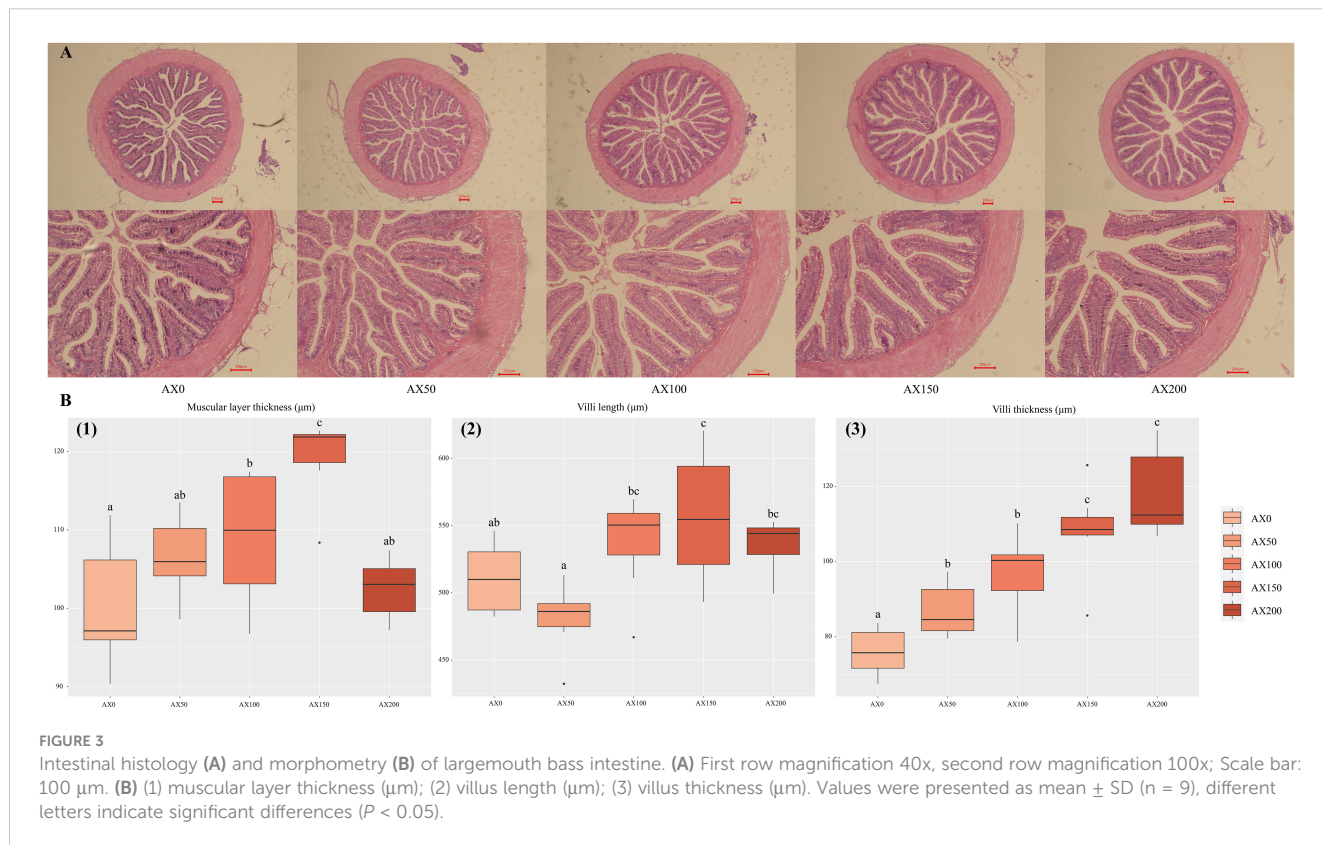 A
AX0 AX50 AX100 AX150 AX200
B
Muscular layer thickness (μm) Villi length (μm) Villi thickness (μm)
(1)
120
110
100
90
a
ab
b
c
ab
AX0 AX50 AX100 AX150 AX200
(2)
600
550
500
450
ab
a
bc
c
bc
AX0 AX50 AX100 AX150 AX200
(3)
120
100
80
a
b
b
c
c
AX0 AX50 AX100 AX150 AX200
AX0
AX50
AX100
AX150
AX200
FIGURE 3
Intestinal histology (A) and morphometry (B) of largemouth bass intestine. (A) First row magnification 40x, second row magnification 100x; Scale bar:
100 μm. (B) (1) muscular layer thickness (μm); (2) villus length (μm); (3) villus thickness (μm). Values were presented as mean ± SD (n = 9), different
letters indicate significant differences (P < 0.05).